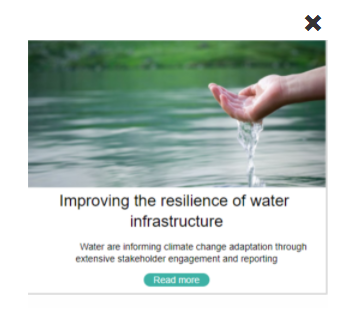 Improving the resilience of water
infrastructure
Water are informing climate change adaptation through
extensive stakeholder engagement and reporting
Read more